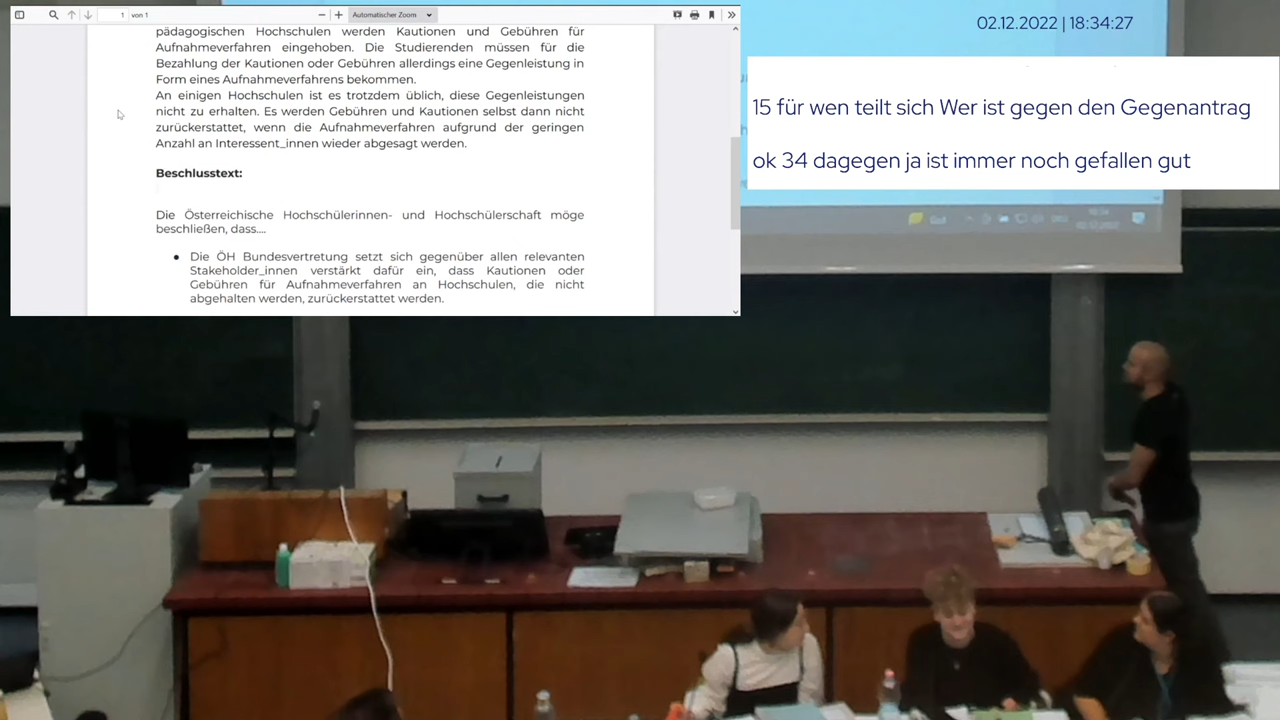 1 von 1
Automatischer Zoom
02.12.2022 | 18:34:27
pädagogischen Hochschulen werden Kautionen und Gebühren für
Aufnahmeverfahren eingehoben. Die Studierenden müssen für die
Bezahlung der Kautionen oder Gebühren allerdings eine Gegenleistung in
Form eines Aufnahmeverfahrens bekommen.
An einigen Hochschulen ist es trotzdem üblich, diese Gegenleistungen
nicht zu erhalten. Es werden Gebühren und Kautionen selbst dann nicht
zurückerstattet, wenn die Aufnahmeverfahren aufgrund der geringen
Anzahl an Interessent_innen wieder abgesagt werden.
Beschlusstext:
Die Österreichische Hochschülerinnen- und Hochschülerschaft möge
beschließen, dass....
● Die ÖH Bundesvertretung setzt sich gegenüber allen relevanten
Stakeholder_innen verstärkt dafür ein, dass Kautionen oder
Gebühren für Aufnahmeverfahren an Hochschulen, die nicht
abgehalten werden, zurückerstattet werden.
15 für wen teilt sich Wer ist gegen den Gegenantrag
ok 34 dagegen ja ist immer noch gefallen gut